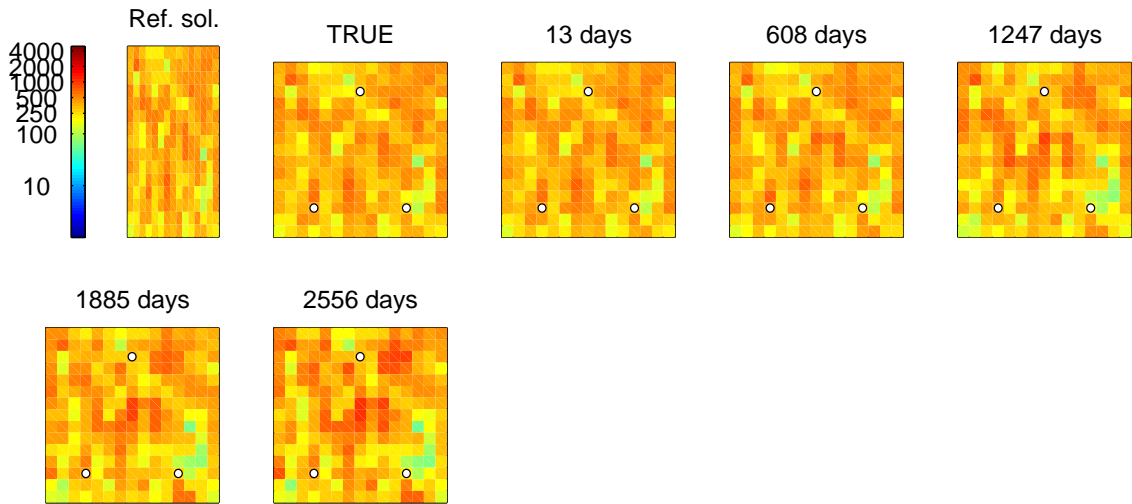 Ref. sol.
TRUE
13 days
608 days
1247 days
4000
2000
1000
500
250
100
10
1885 days
2556 days